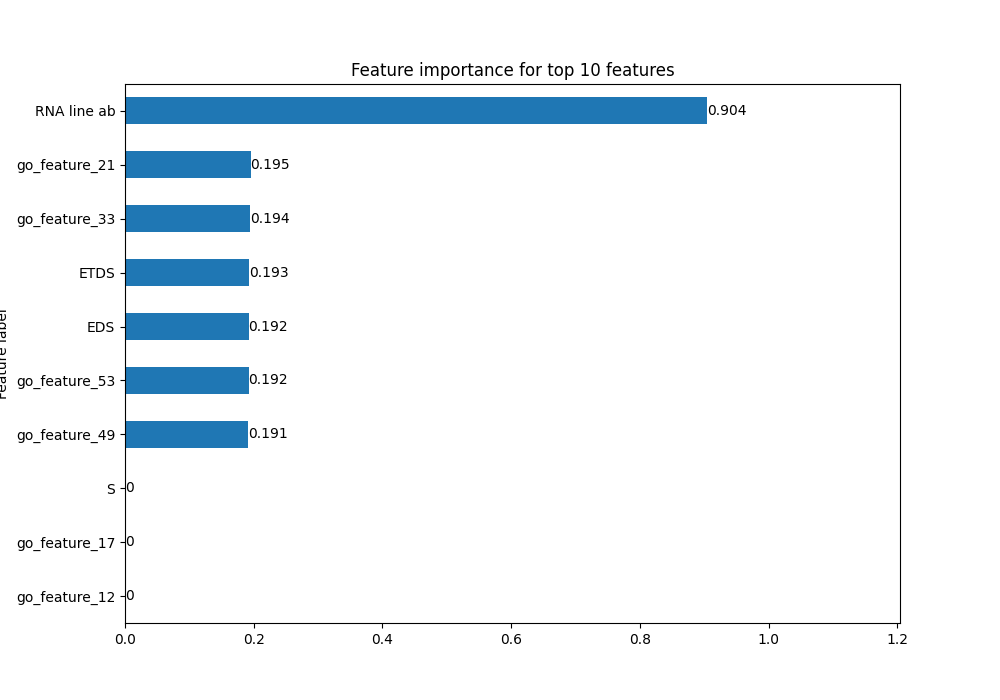 Feature importance for top 10 features
RNA line ab 0.904
go_feature_21 0.195
go_feature_33 0.194
ETDS 0.193
EDS 0.192
go_feature_53 0.192
go_feature_49 0.191
S 0
go_feature_17 0
go_feature_12 0
Feature label
0.0 0.2 0.4 0.6 0.8 1.0 1.2